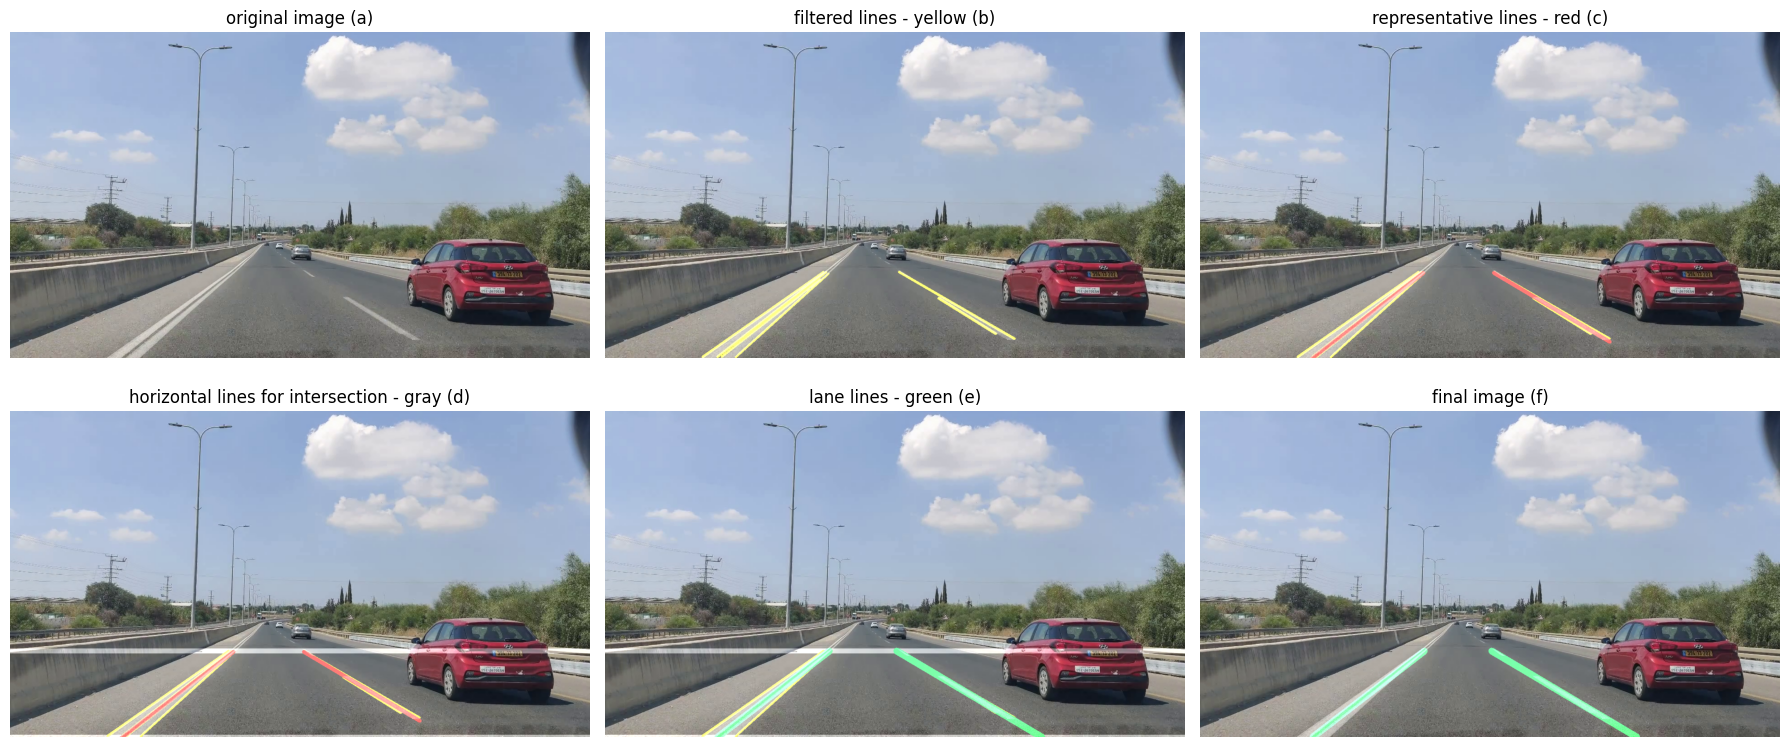 original image (a)
filtered lines - yellow (b)
representative lines - red (c)
horizontal lines for intersection - gray (d)
lane lines - green (e)
final image (f)